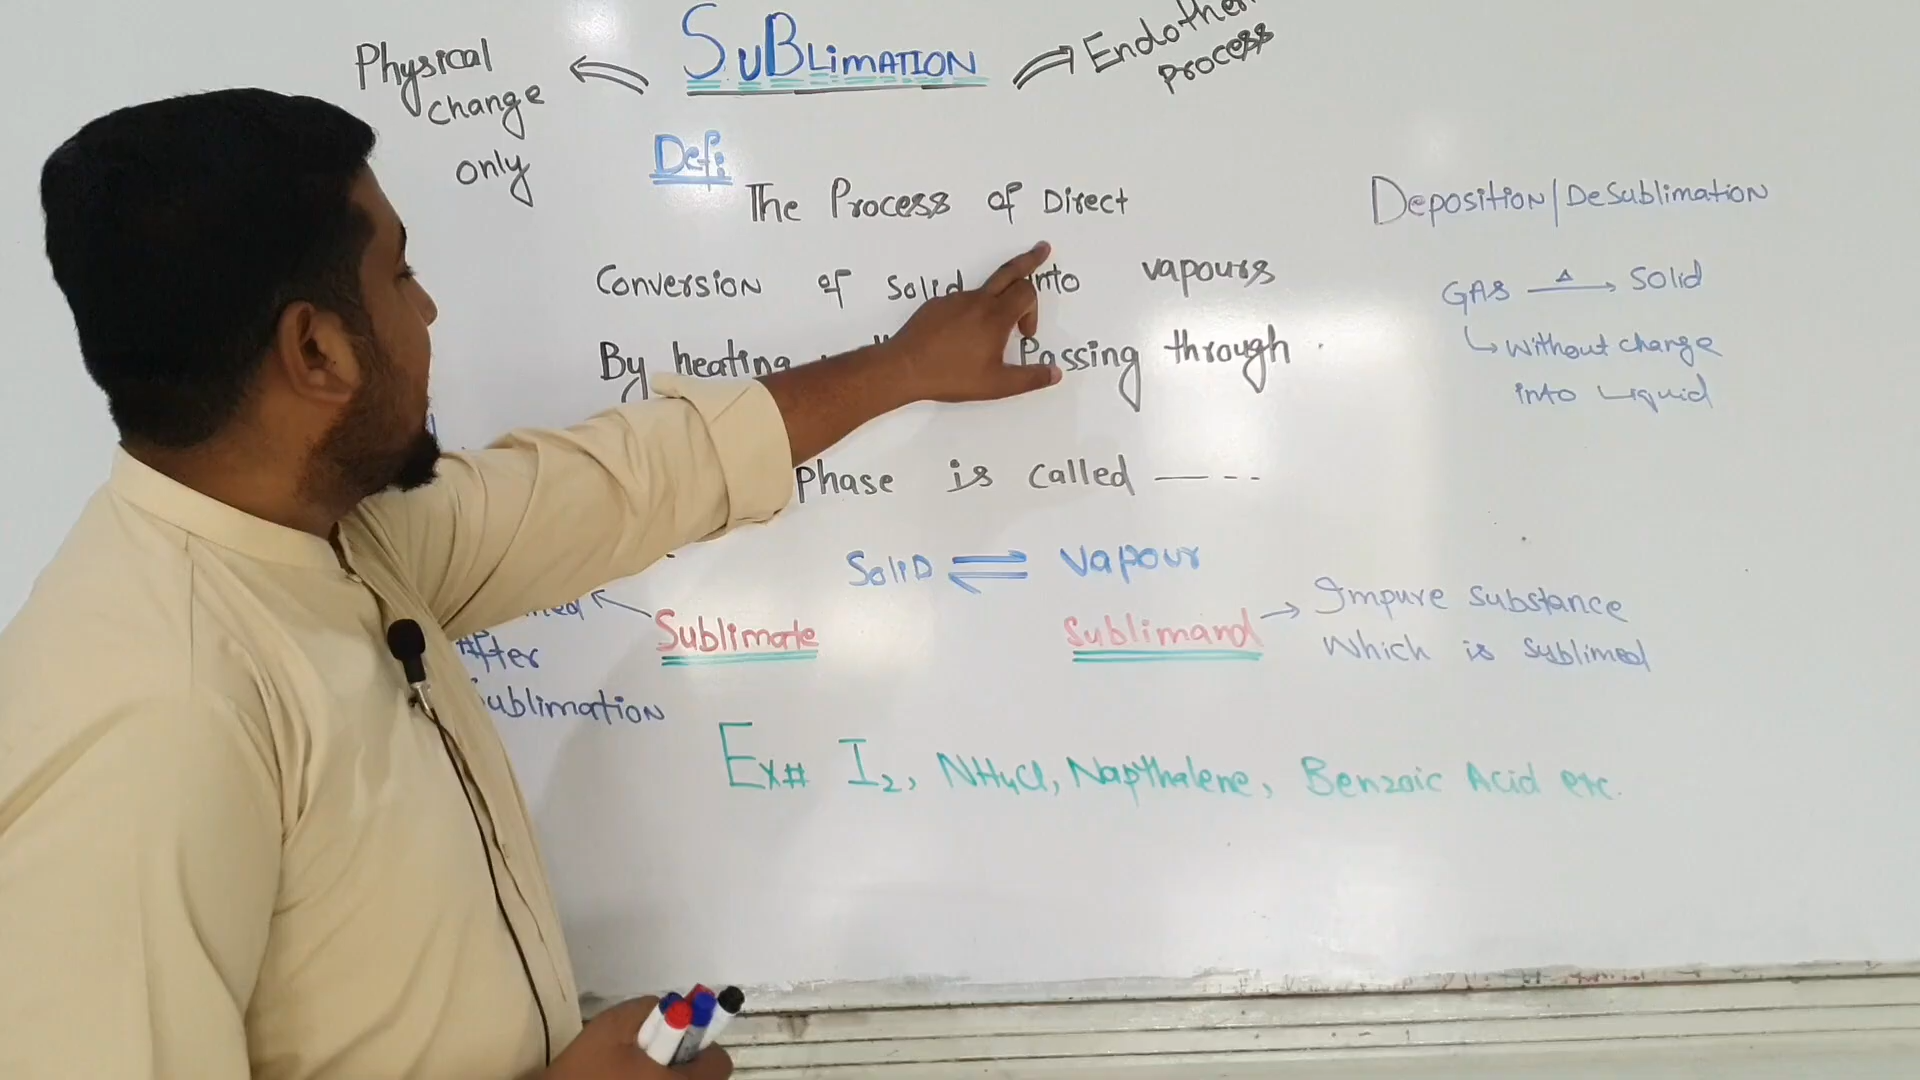 SUBLIMATION
Physical
change
only
process
Def:
The Process of Direct
Conversion of Solid into vapours
By heating Passing through
phase is called — - -
SoliD ⇌ Vapour
Sublimate
After
ublimation
Sublimand → Impure Substance
Which is Sublimed
Ex# I₂, NH₄Cl, Napthalene, Benzoic Acid etc.
Deposition/DeSublimation
GAS —Δ→ Solid
↳ Without change
into Liquid